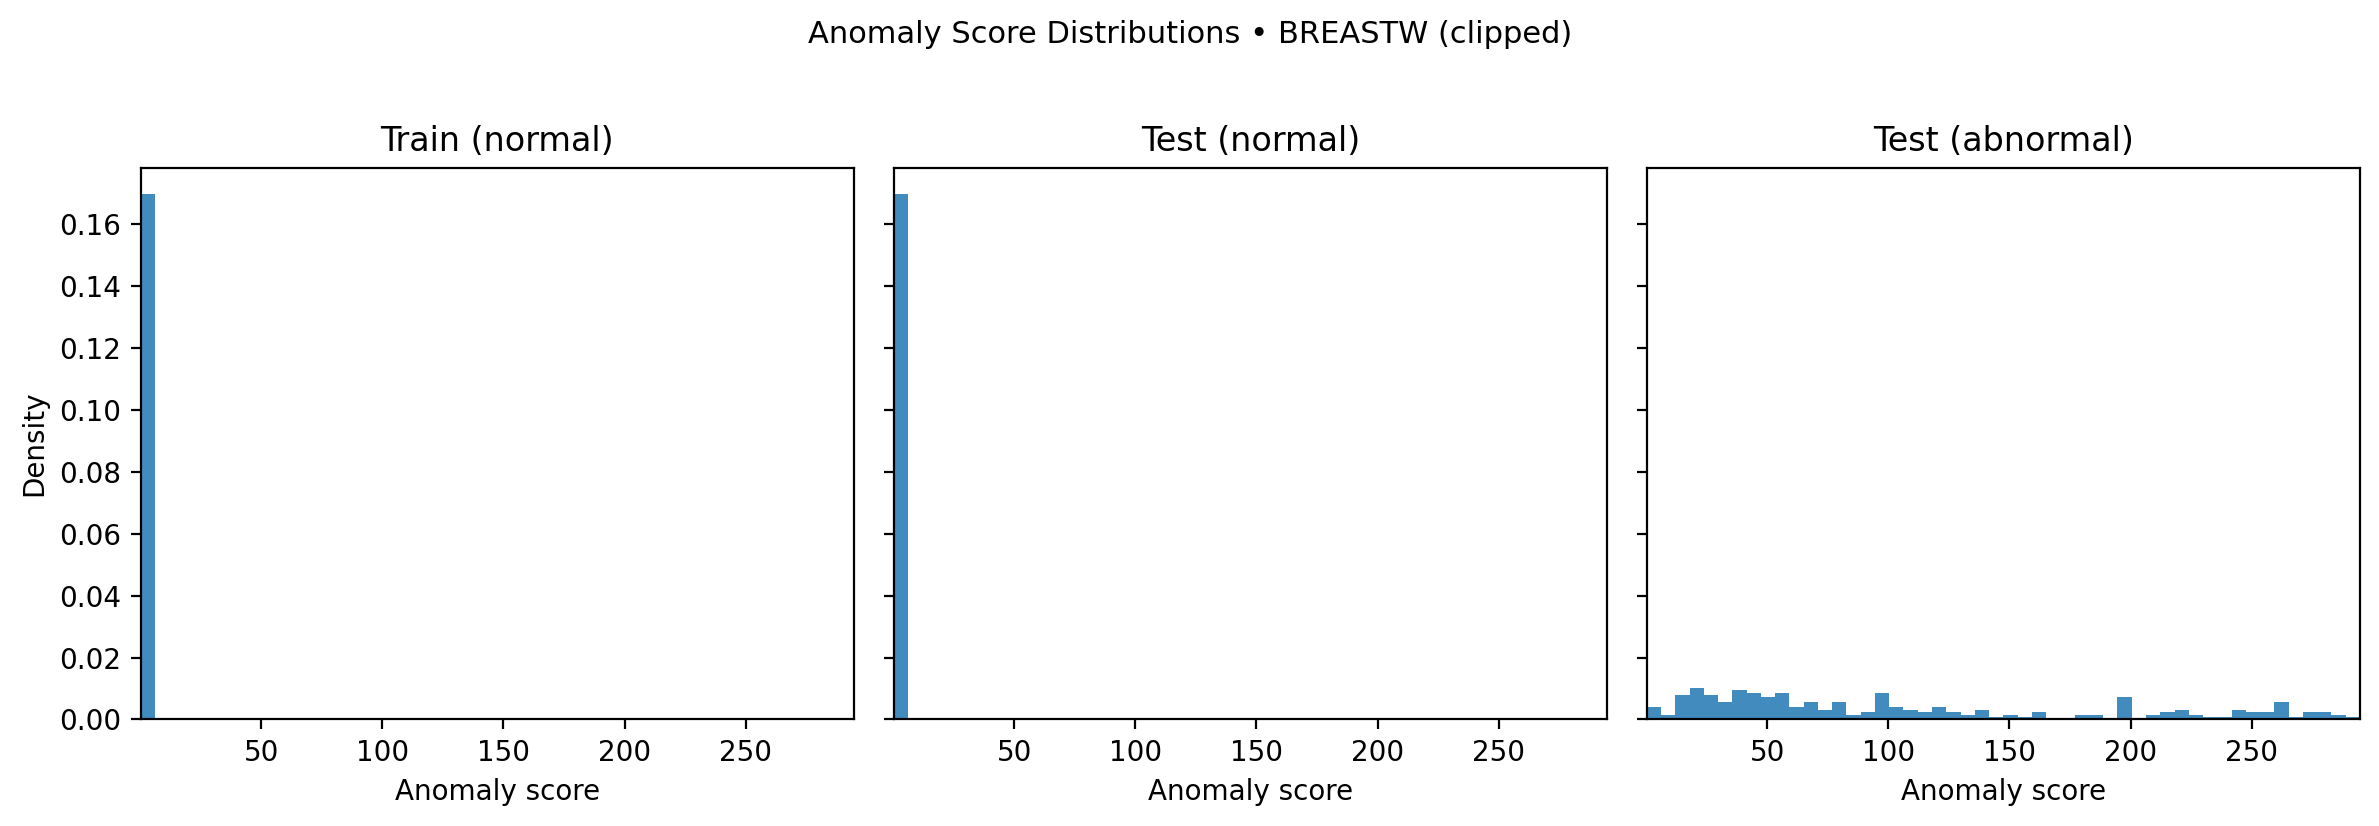 Anomaly Score Distributions • BREASTW (clipped)
Train (normal)
Test (normal)
Test (abnormal)
Density
0.16
0.14
0.12
0.10
0.08
0.06
0.04
0.02
0.00
50 100 150 200 250
50 100 150 200 250
50 100 150 200 250
Anomaly score
Anomaly score
Anomaly score